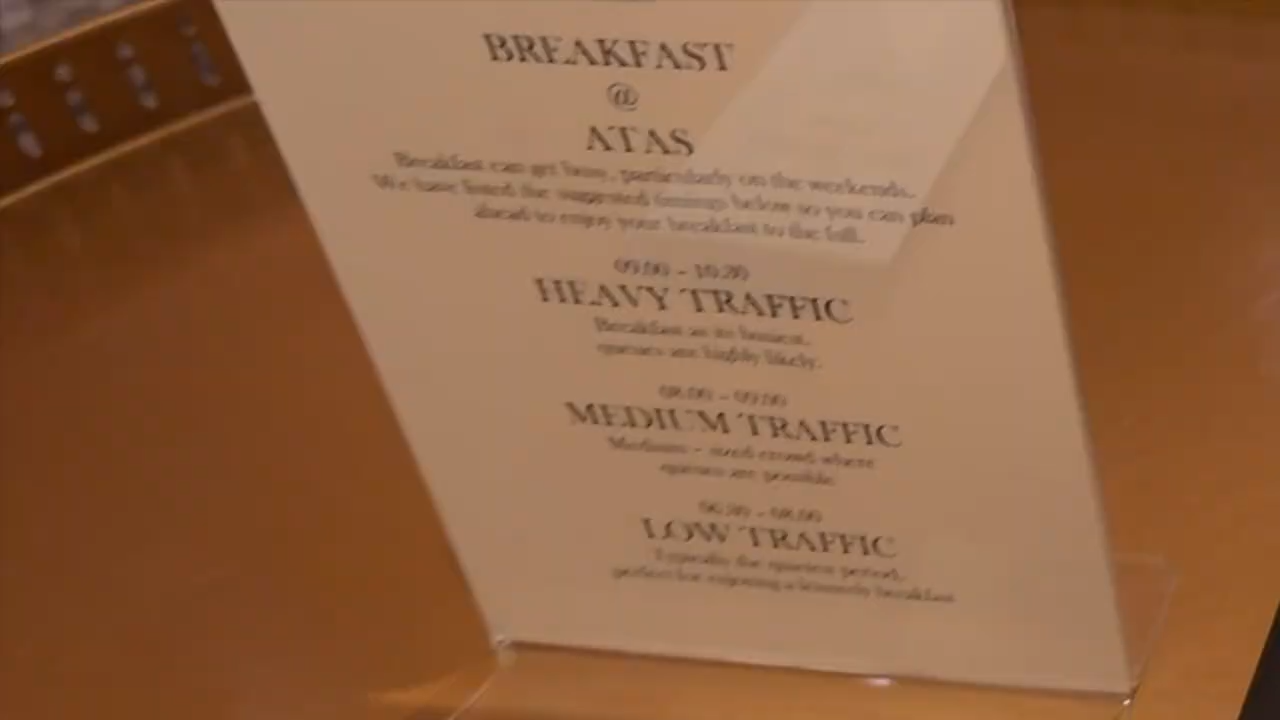 BREAKFAST
@
ATAS
Breakfast can get busy, particularly on the weekends.
We have listed the suggested timings below so you can plan
ahead to enjoy your breakfast to the full.
09.00 - 10.30
HEAVY TRAFFIC
Breakfast at its busiest,
queues are highly likely.
08.00 - 09.00
MEDIUM TRAFFIC
Medium - sized crowd where
queues are possible.
06.30 - 08.00
LOW TRAFFIC
Typically the quietest period,
perfect for enjoying a leisurely breakfast